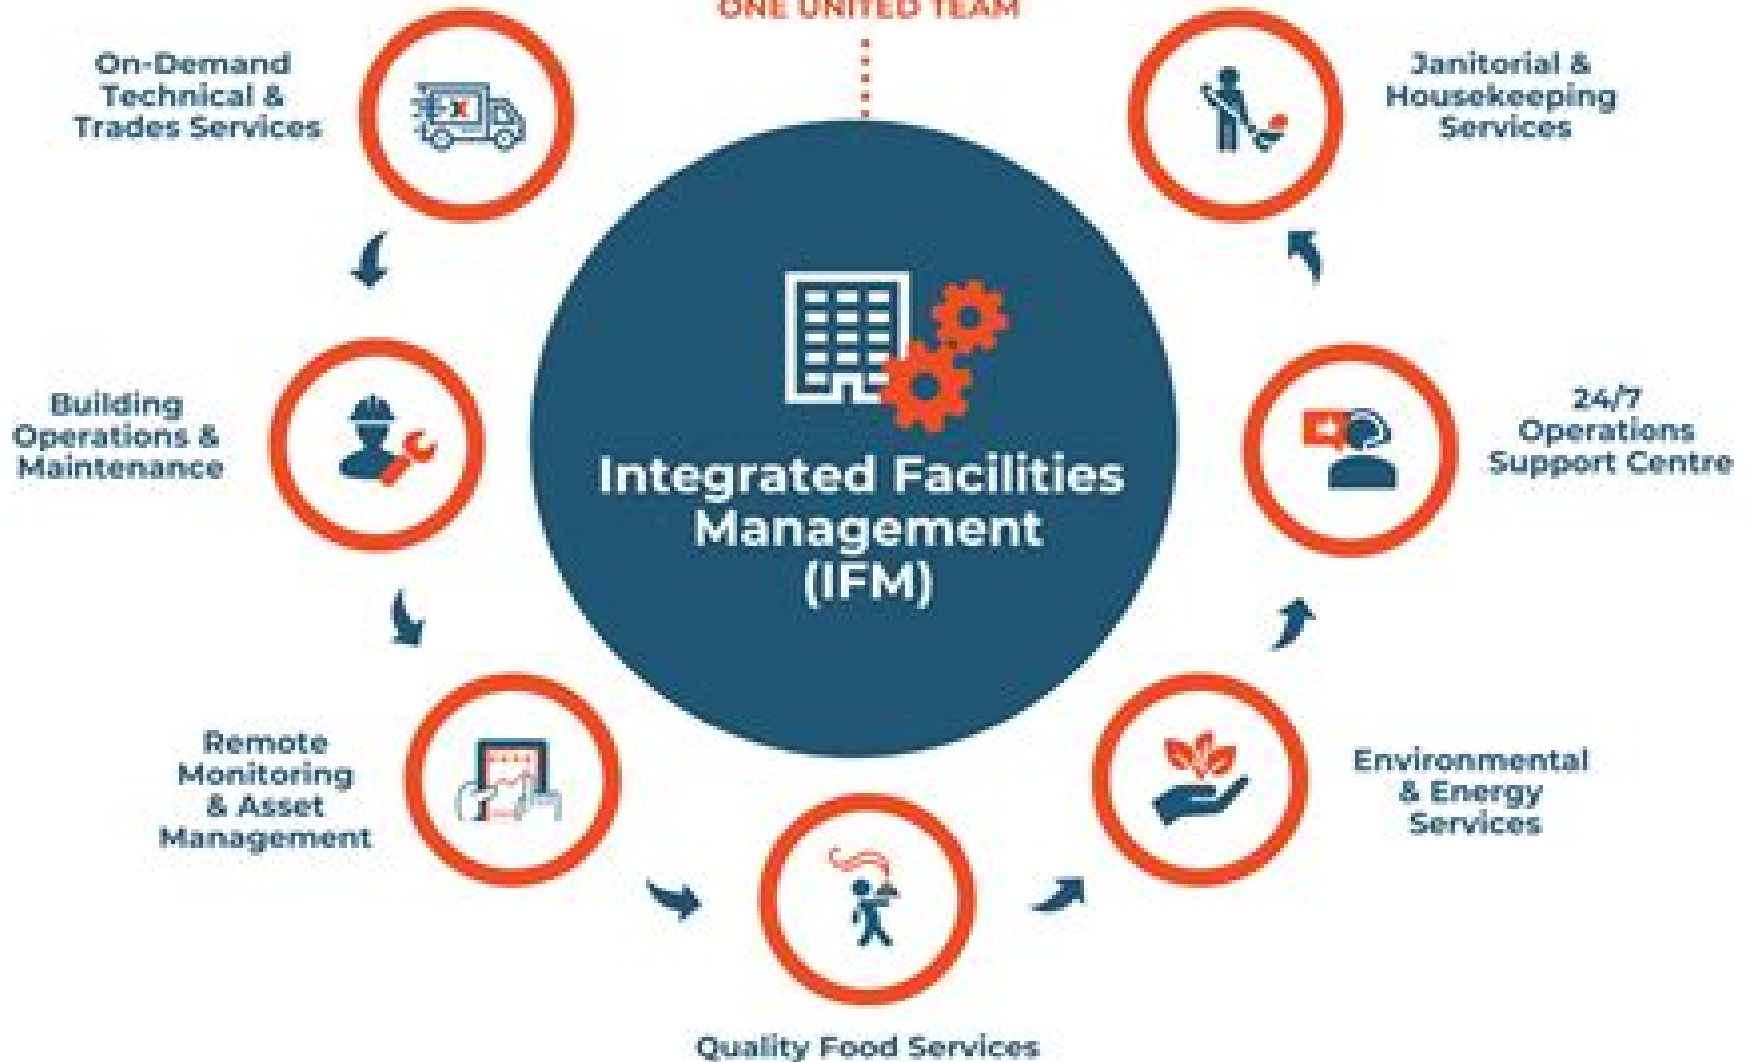 ONE UNITED TEAM
On-Demand
Technical &
Trades Services
Janitorial &
Housekeeping
Services
Building
Operations &
Maintenance
Integrated Facilities
Management
(IFM)
24/7
Operations
Support Centre
Remote
Monitoring
& Asset
Management
Environmental
& Energy
Services
Quality Food Services